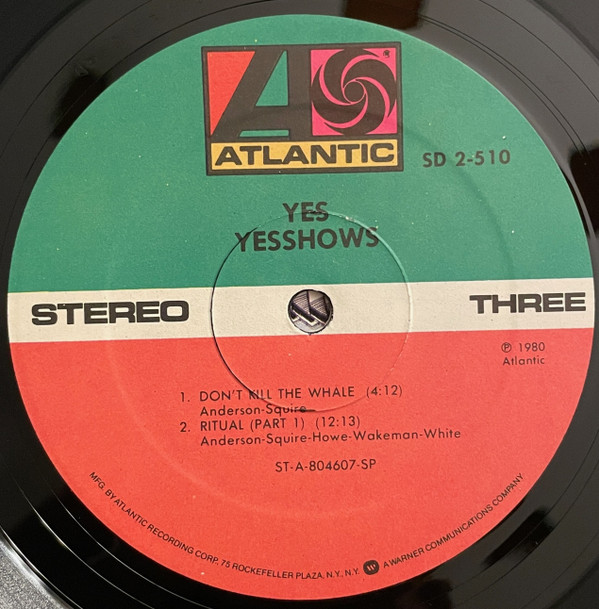 ATLANTIC
SD 2-510
YES
YESSHOWS
STEREO
THREE
℗ 1980
Atlantic
1. DON'T KILL THE WHALE (4:12)
Anderson-Squire
2. RITUAL (PART 1) (12:13)
Anderson-Squire-Howe-Wakeman-White
ST-A-804607-SP
MFG. BY ATLANTIC RECORDING CORP. 75 ROCKEFELLER PLAZA, N.Y., N.Y. A WARNER COMMUNICATIONS COMPANY